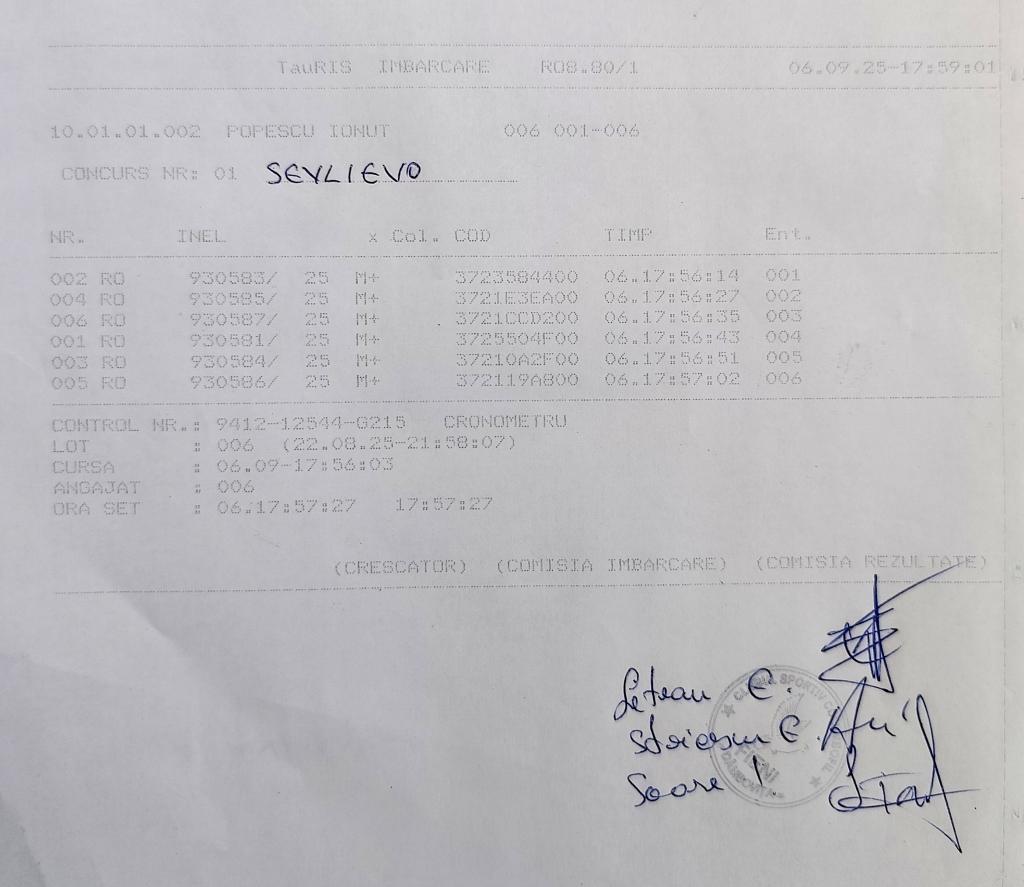 TauRIS IMBARCARE RO8.80/1 06.09.25-17:59:01
10.01.01.002 POPESCU IONUT 006 001-006
CONCURS NR: 01 SEVLIEVO
NR. INEL x Col. COD TIMP Ent.
002 RO 930583/ 25 M+ 3723584400 06.17:56:14 001
004 RO 930585/ 25 M+ 3721E3EA00 06.17:56:27 002
006 RO 930587/ 25 M+ 3721CCD200 06.17:56:35 003
001 RO 930581/ 25 M+ 3725504F00 06.17:56:43 004
003 RO 930584/ 25 M+ 37210A2F00 06.17:56:51 005
005 RO 930586/ 25 M+ 372119A800 06.17:57:02 006
CONTROL NR.: 9412-12544-G215 CRONOMETRU
LOT : 006 (22.08.25-21:58:07)
CURSA : 06.09-17:56:03
ANGAJAT : 006
ORA SET : 06.17:57:27 17:57:27
(CRESCATOR) (COMISIA IMBARCARE) (COMISIA REZULTATE)
E.
E.
Soare I.
CLUBUL SPORTIV
FIENI
DAMBOVITA